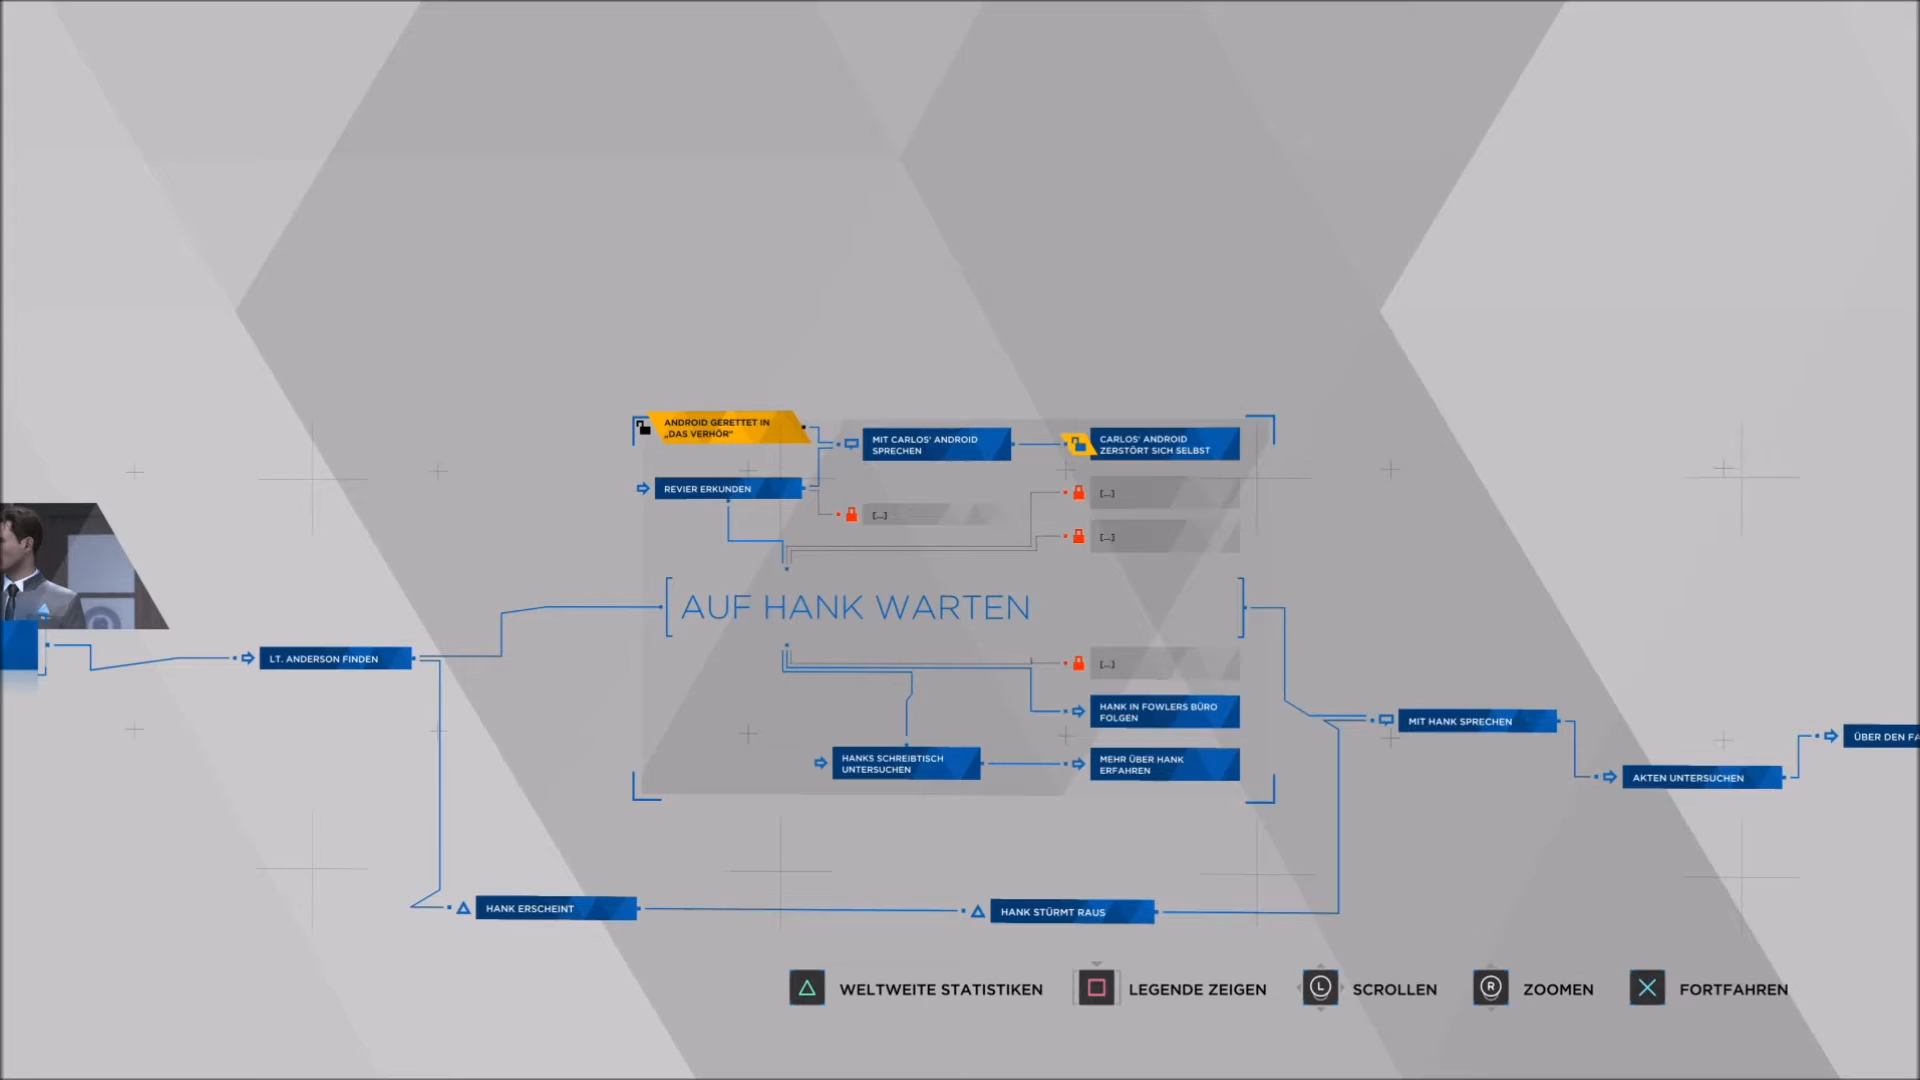 ANDROID GERETTET IN
„DAS VERHÖR“
MIT CARLOS' ANDROID
SPRECHEN
CARLOS' ANDROID
ZERSTÖRT SICH SELBST
REVIER ERKUNDEN
[...]
[...]
[...]
AUF HANK WARTEN
LT. ANDERSON FINDEN
[...]
HANK IN FOWLERS BÜRO
FOLGEN
MIT HANK SPRECHEN
ÜBER DEN FA
HANKS SCHREIBTISCH
UNTERSUCHEN
MEHR ÜBER HANK
ERFAHREN
AKTEN UNTERSUCHEN
HANK ERSCHEINT
HANK STÜRMT RAUS
WELTWEITE STATISTIKEN
LEGENDE ZEIGEN
L
SCROLLEN
R
ZOOMEN
FORTFAHREN